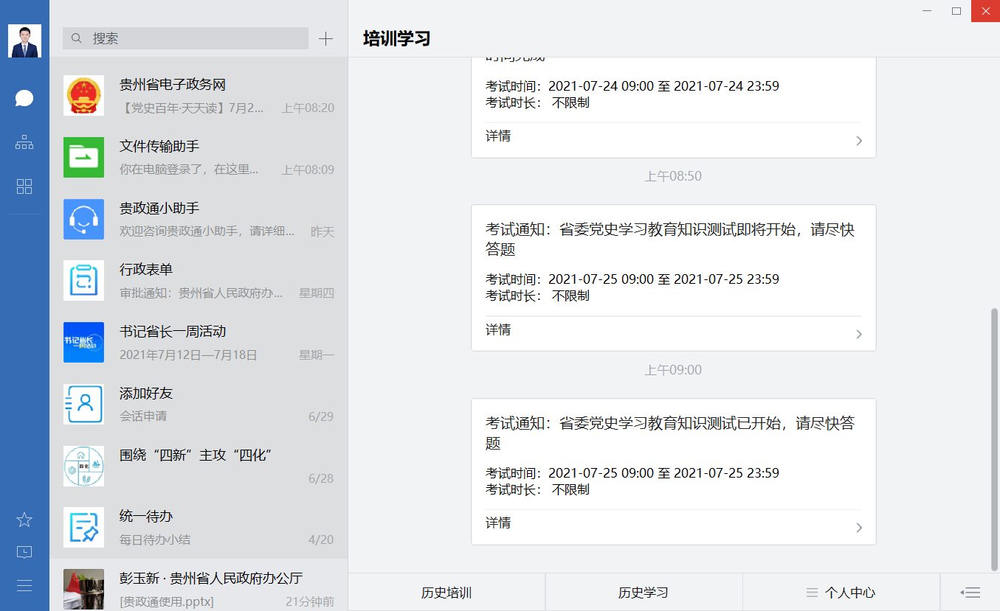 搜索
贵州省电子政务网
【党史百年·天天读】7月2... 上午08:20
文件传输助手
你在电脑登录了，在这里... 上午08:09
贵政通小助手
欢迎咨询贵政通小助手，请详细... 昨天
行政表单
审批通知：贵州省人民政府办... 星期四
书记省长
一周活动
书记省长一周活动
2021年7月12日—7月18日 星期一
添加好友
会话申请 6/29
四化
围绕“四新”主攻“四化”
6/28
统一待办
每日待办小结 4/20
彭玉新 · 贵州省人民政府办公厅
[贵政通使用.pptx] 21分钟前
培训学习
时间完成
考试时间：2021-07-24 09:00 至 2021-07-24 23:59
考试时长： 不限制
详情
上午08:50
考试通知：省委党史学习教育知识测试即将开始，请尽快
答题
考试时间：2021-07-25 09:00 至 2021-07-25 23:59
考试时长： 不限制
详情
上午09:00
考试通知：省委党史学习教育知识测试已开始，请尽快答
题
考试时间：2021-07-25 09:00 至 2021-07-25 23:59
考试时长： 不限制
详情
历史培训 历史学习 个人中心